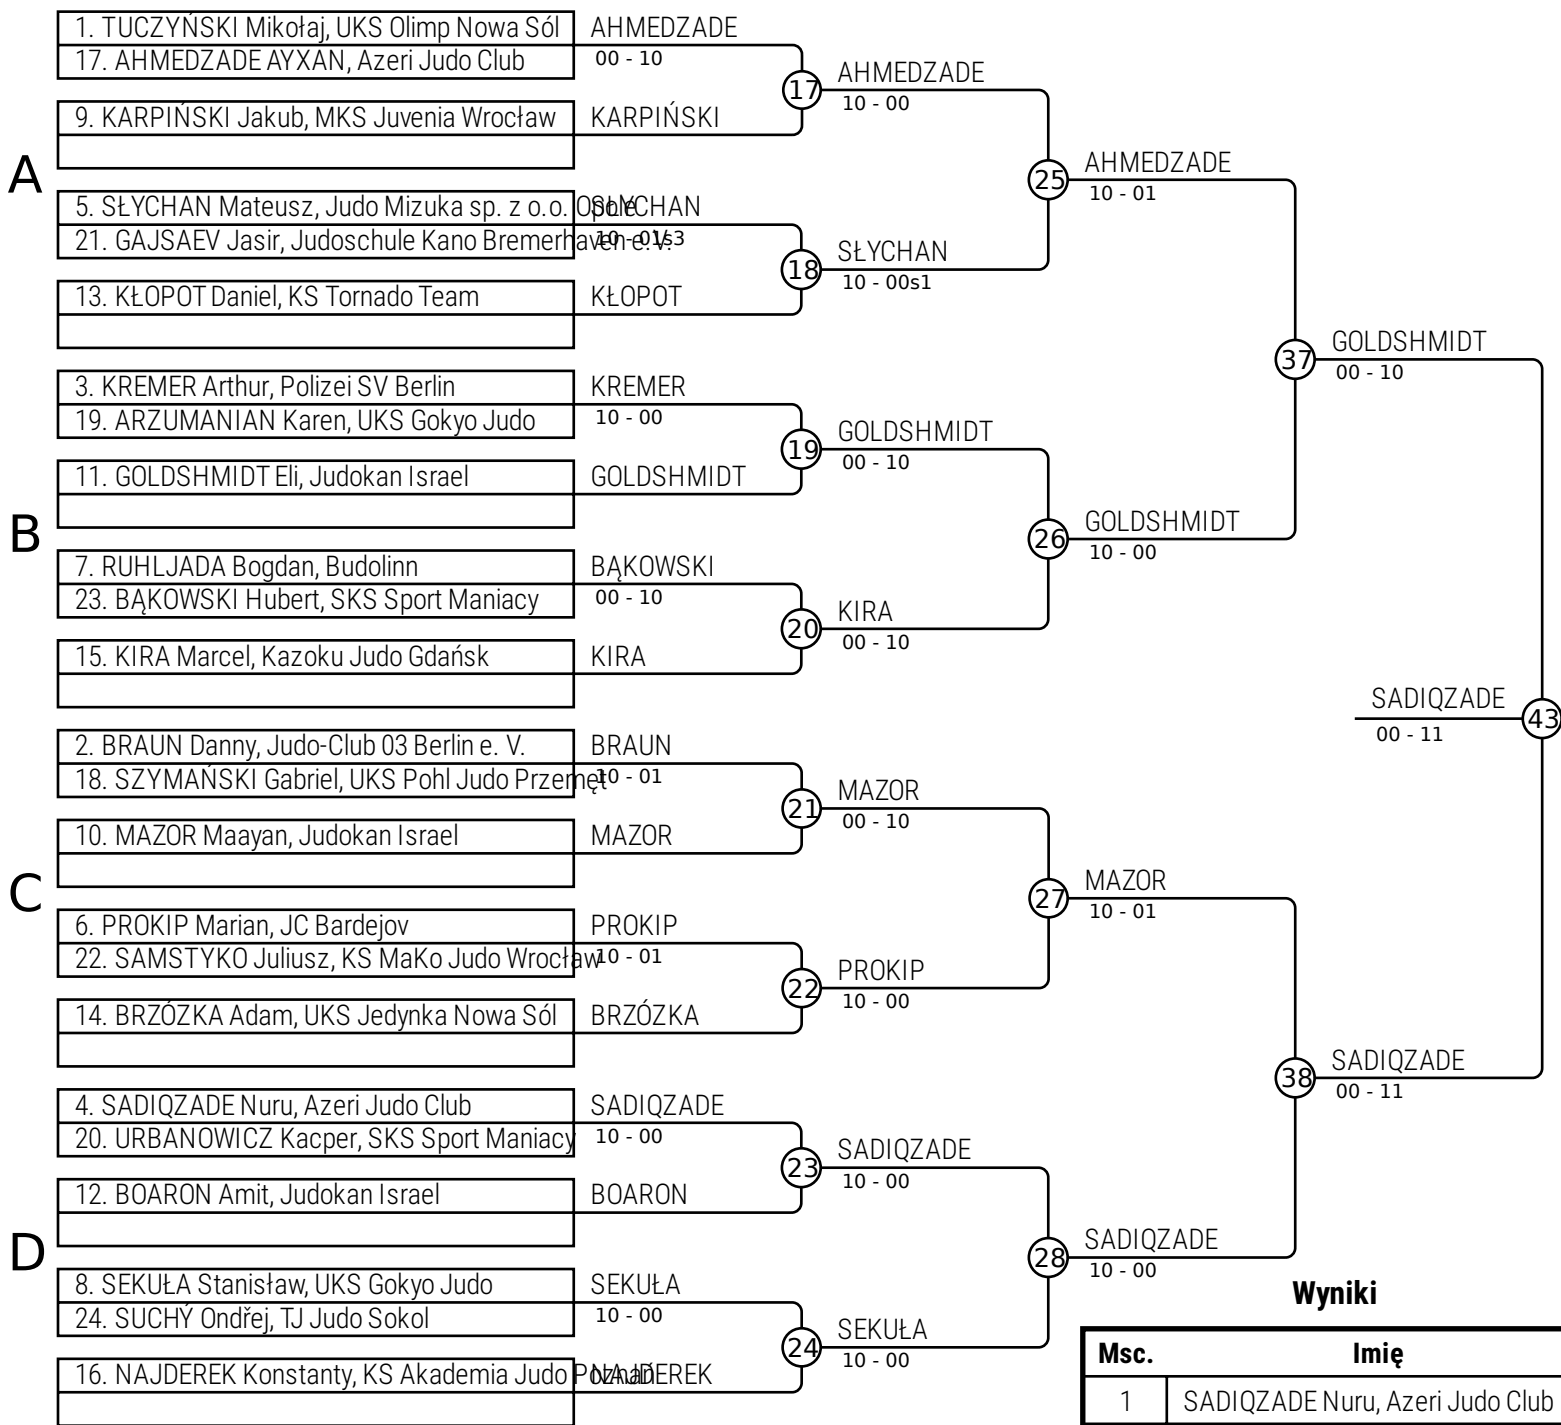 1. TUCZYŃSKI Mikołaj, UKS Olimp Nowa Sól
17. AHMEDZADE AYXAN, Azeri Judo Club
AHMEDZADE
00 - 10
9. KARPIŃSKI Jakub, MKS Juvenia Wrocław
KARPIŃSKI
17
AHMEDZADE
10 - 00
A
5. SŁYCHAN Mateusz, Judo Mizuka sp. z o.o. Opole
21. GAJSAEV Jasir, Judoschule Kano Bremerhaven e.V.
SŁYCHAN
10 - 01s3
13. KŁOPOT Daniel, KS Tornado Team
KŁOPOT
18
SŁYCHAN
10 - 00s1
25
AHMEDZADE
10 - 01
3. KREMER Arthur, Polizei SV Berlin
19. ARZUMANIAN Karen, UKS Gokyo Judo
KREMER
10 - 00
11. GOLDSHMIDT Eli, Judokan Israel
GOLDSHMIDT
19
GOLDSHMIDT
00 - 10
B
7. RUHLJADA Bogdan, Budolinn
23. BĄKOWSKI Hubert, SKS Sport Maniacy
BĄKOWSKI
00 - 10
15. KIRA Marcel, Kazoku Judo Gdańsk
KIRA
20
KIRA
00 - 10
26
GOLDSHMIDT
10 - 00
37
GOLDSHMIDT
00 - 10
2. BRAUN Danny, Judo-Club 03 Berlin e. V.
18. SZYMAŃSKI Gabriel, UKS Pohl Judo Przemęt
BRAUN
10 - 01
10. MAZOR Maayan, Judokan Israel
MAZOR
21
MAZOR
00 - 10
C
6. PROKIP Marian, JC Bardejov
22. SAMSTYKO Juliusz, KS MaKo Judo Wrocław
PROKIP
10 - 01
14. BRZÓZKA Adam, UKS Jedynka Nowa Sól
BRZÓZKA
22
PROKIP
10 - 00
27
MAZOR
10 - 01
4. SADIQZADE Nuru, Azeri Judo Club
20. URBANOWICZ Kacper, SKS Sport Maniacy
SADIQZADE
10 - 00
12. BOARON Amit, Judokan Israel
BOARON
23
SADIQZADE
10 - 00
D
8. SEKUŁA Stanisław, UKS Gokyo Judo
24. SUCHÝ Ondřej, TJ Judo Sokol
SEKUŁA
10 - 00
16. NAJDEREK Konstanty, KS Akademia Judo Poznań
NAJDEREK
24
SEKUŁA
10 - 00
28
SADIQZADE
10 - 00
38
SADIQZADE
00 - 11
SADIQZADE
00 - 11
43
Wyniki
Msc. Imię
1 SADIQZADE Nuru, Azeri Judo Club